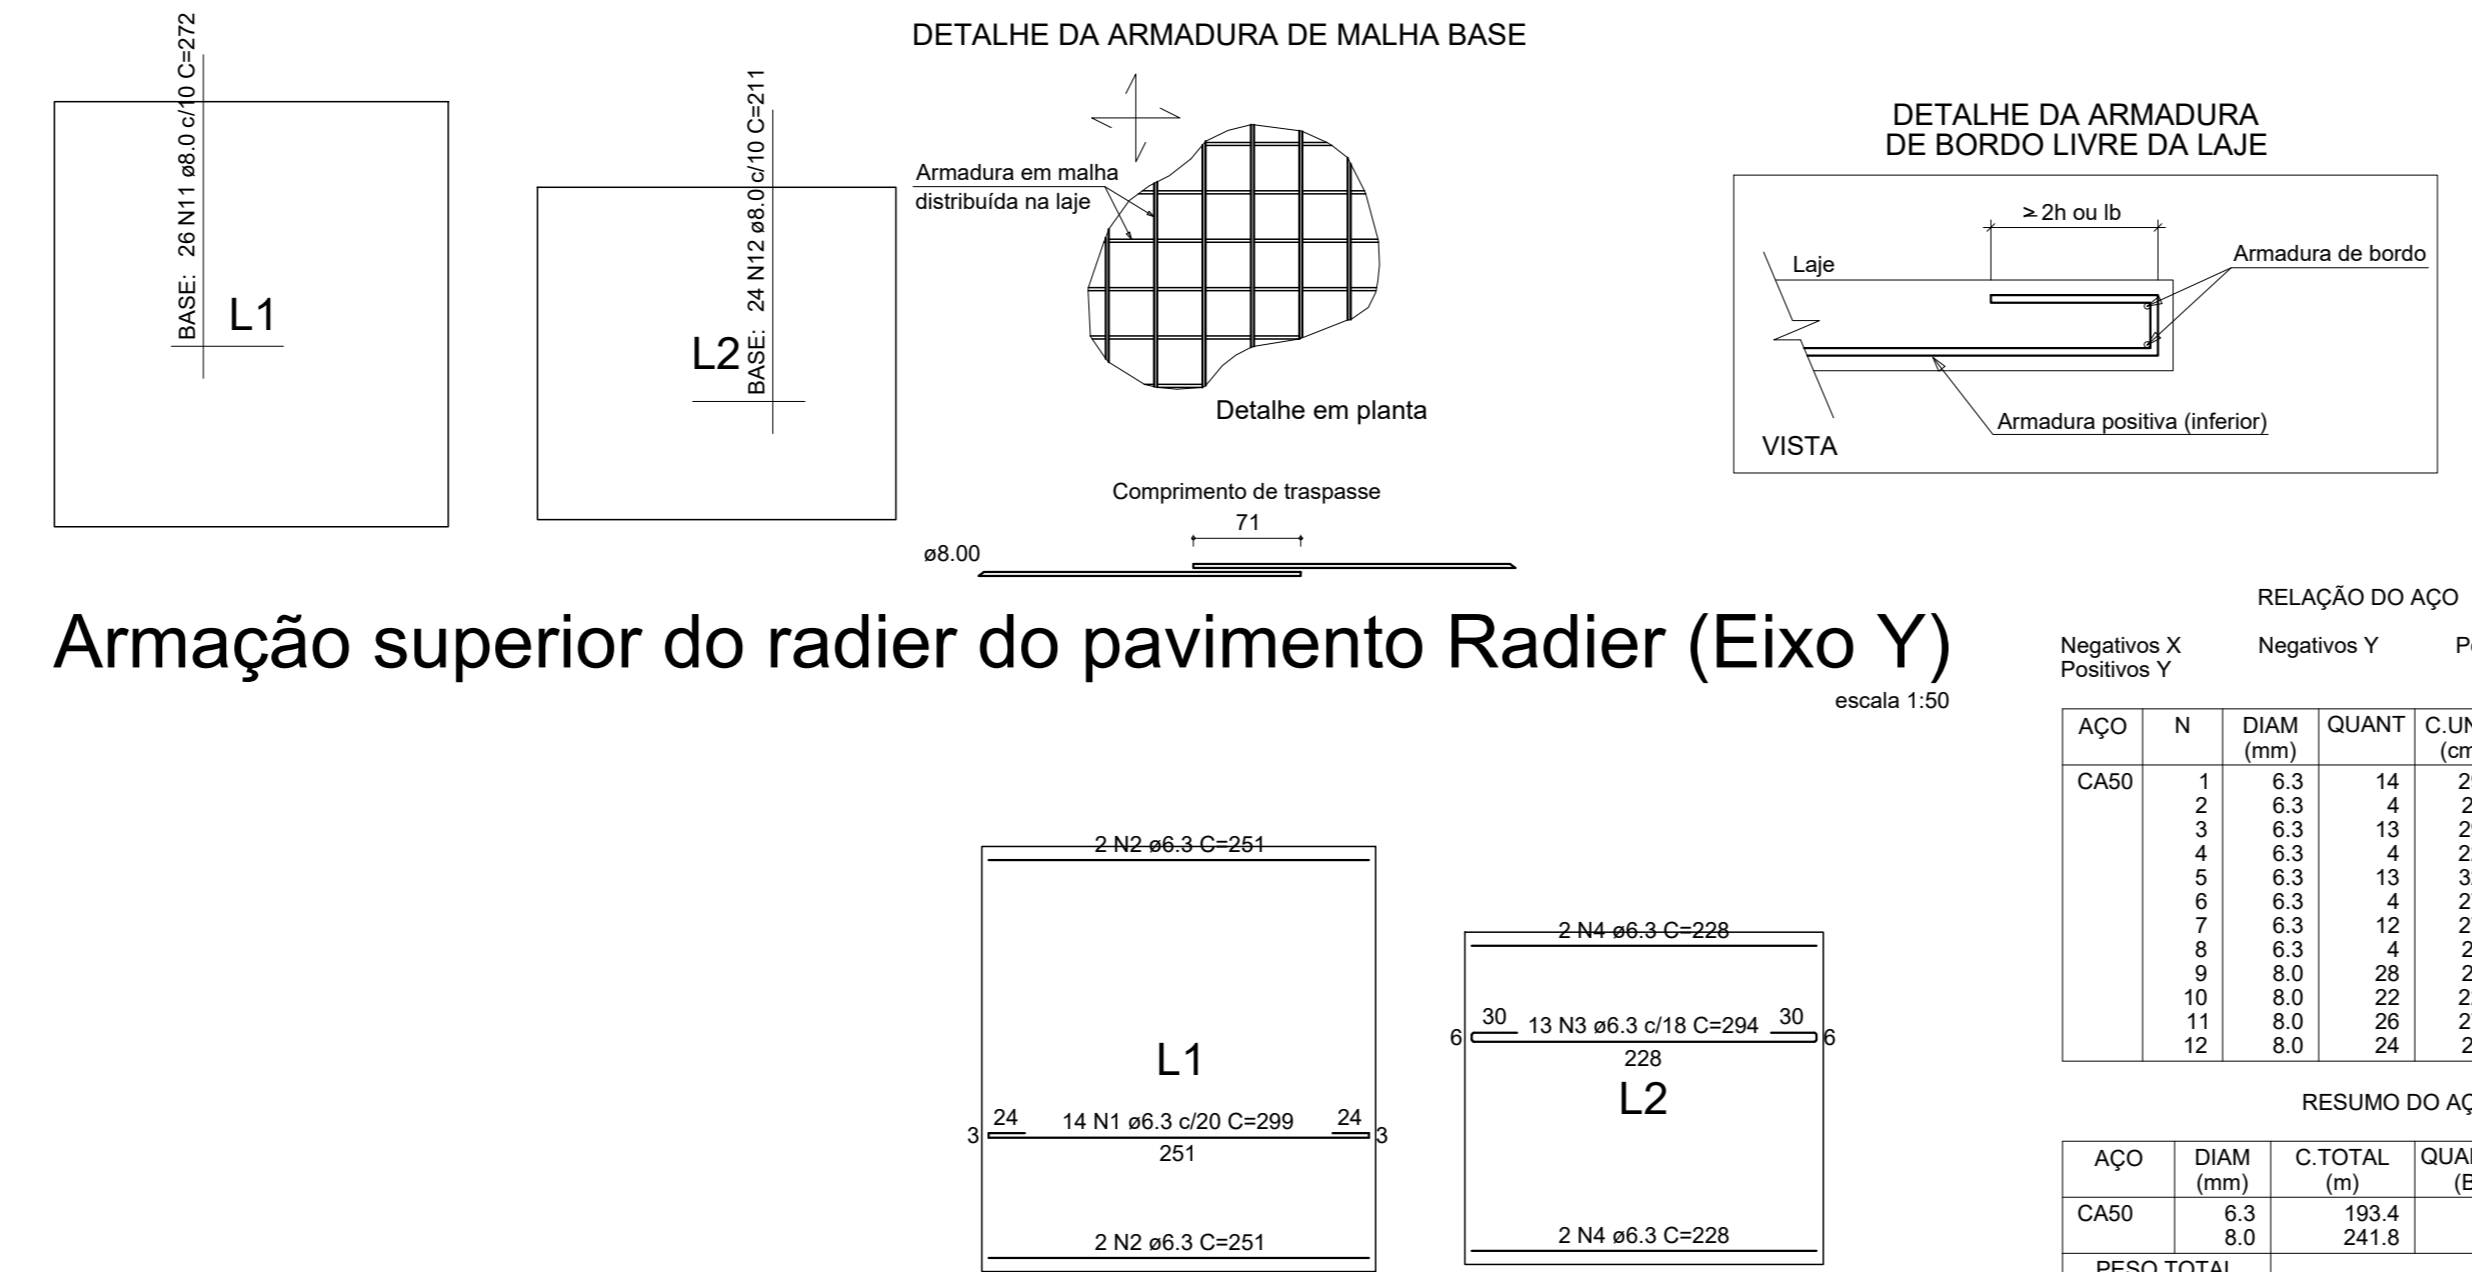 BASE: 26 N11 ø8.0 c/10 C=272
L1
BASE: 24 N12 ø8.0 c/10 C=211
L2
DETALHE DA ARMADURA DE MALHA BASE
Armadura em malha
distribuída na laje
Detalhe em planta
Comprimento de traspasse
71
ø8.00
DETALHE DA ARMADURA
DE BORDO LIVRE DA LAJE
≥2h ou lb
Laje
Armadura de bordo
Armadura positiva (inferior)
VISTA
Armação superior do radier do pavimento Radier (Eixo Y)
escala 1:50
2 N2 ø6.3 C=251
L1
24 14 N1 ø6.3 c/20 C=299 24
3 3
251
2 N2 ø6.3 C=251
2 N4 ø6.3 C=228
30 13 N3 ø6.3 c/18 C=294 30
6 6
228
L2
2 N4 ø6.3 C=228
RELAÇÃO DO AÇO
Negativos X Negativos Y
Positivos Y
AÇO N DIAM QUANT
(mm)
CA50 1 6.3 14
2 6.3 4
3 6.3 13
4 6.3 4
5 6.3 13
6 6.3 4
7 6.3 12
8 6.3 4
9 8.0 28
10 8.0 22
11 8.0 26
12 8.0 24
RESUMO DO
AÇO DIAM C.TOTAL
(mm) (m)
CA50 6.3 193.4
8.0 241.8
PESO TOTAL